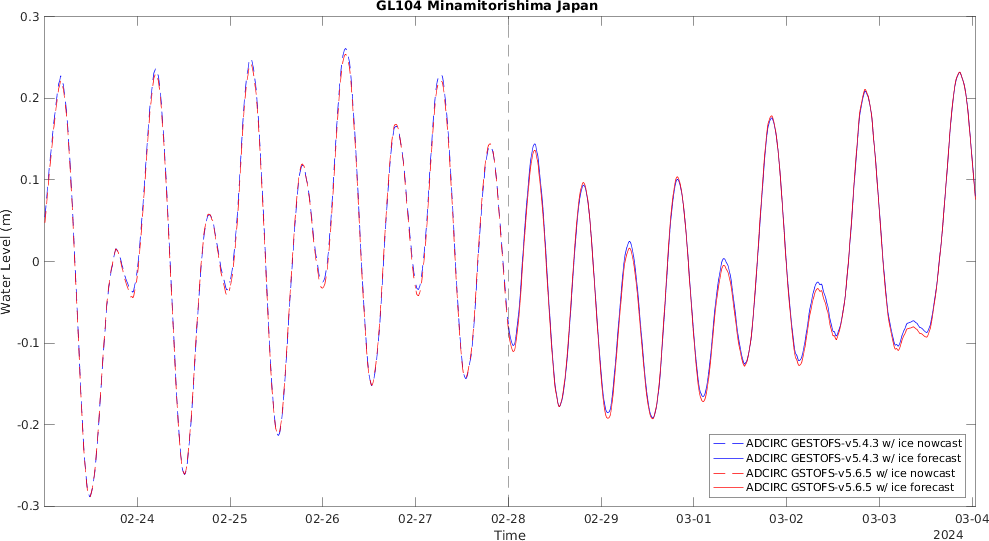 GL104 Minamitorishima Japan
0.3
0.2
0.1
0
-0.1
-0.2
-0.3
Water Level (m)
ADCIRC GESTOFS-v5.4.3 w/ ice nowcast
ADCIRC GESTOFS-v5.4.3 w/ ice forecast
ADCIRC GSTOFS-v5.6.5 w/ ice nowcast
ADCIRC GSTOFS-v5.6.5 w/ ice forecast
02-24 02-25 02-26 02-27 02-28 02-29 03-01 03-02 03-03 03-04
Time
2024